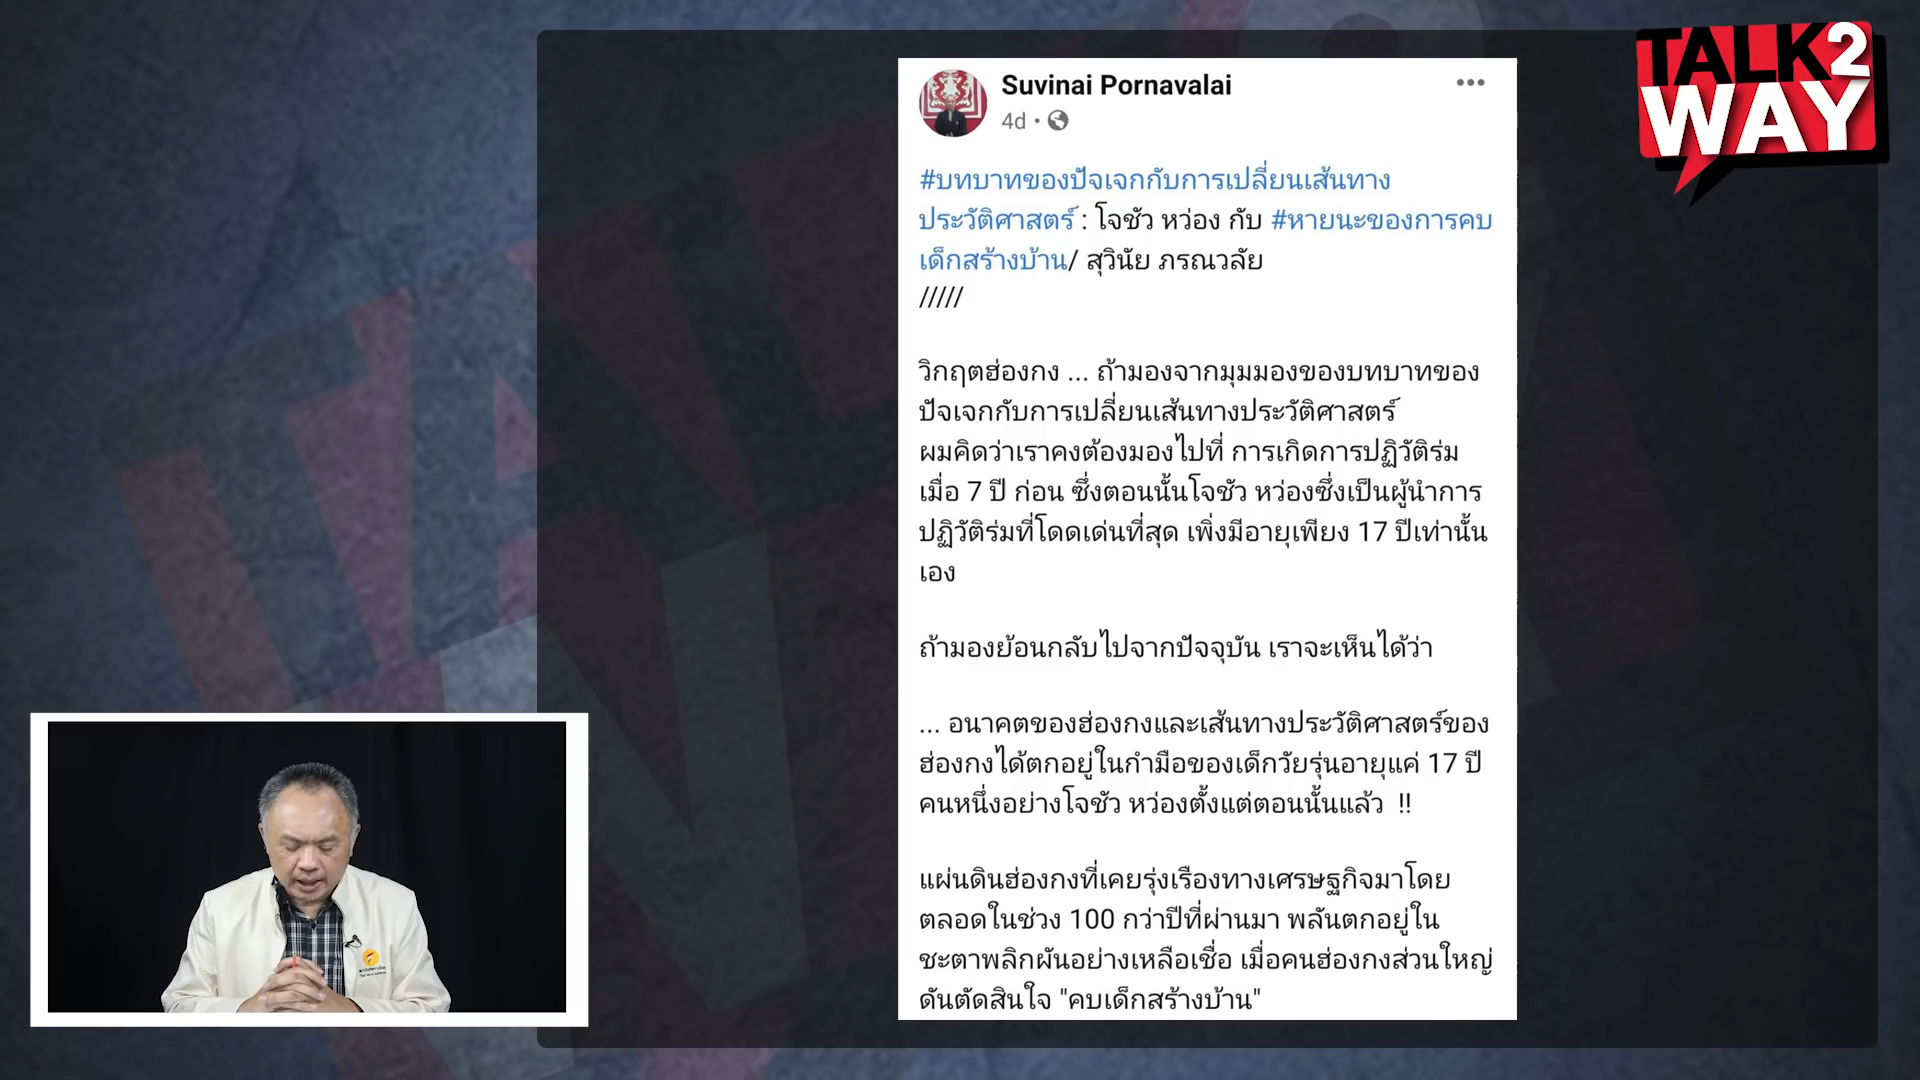 TALK2
WAY
Suvinai Pornavalai
4d •
#บทบาทของปัจเจกกับการเปลี่ยนเส้นทาง
ประวัติศาสตร์ : โจชัว หว่อง กับ #หายนะของการคบ
เด็กสร้างบ้าน/ สุวินัย ภรณวลัย
/////
วิกฤตฮ่องกง ... ถ้ามองจากมุมมองของบทบาทของ
ปัจเจกกับการเปลี่ยนเส้นทางประวัติศาสตร์
ผมคิดว่าเราคงต้องมองไปที่ การเกิดการปฏิวัติร่ม
เมื่อ 7 ปี ก่อน ซึ่งตอนนั้นโจชัว หว่องซึ่งเป็นผู้นำการ
ปฏิวัติร่มที่โดดเด่นที่สุด เพิ่งมีอายุเพียง 17 ปีเท่านั้น
เอง
ถ้ามองย้อนกลับไปจากปัจจุบัน เราจะเห็นได้ว่า
... อนาคตของฮ่องกงและเส้นทางประวัติศาสตร์ของ
ฮ่องกงได้ตกอยู่ในกำมือของเด็กวัยรุ่นอายุแค่ 17 ปี
คนหนึ่งอย่างโจชัว หว่องตั้งแต่ตอนนั้นแล้ว !!
แผ่นดินฮ่องกงที่เคยรุ่งเรืองทางเศรษฐกิจมาโดย
ตลอดในช่วง 100 กว่าปีที่ผ่านมา พลันตกอยู่ใน
ชะตาพลิกผันอย่างเหลือเชื่อ เมื่อคนฮ่องกงส่วนใหญ่
ดันตัดสินใจ "คบเด็กสร้างบ้าน"